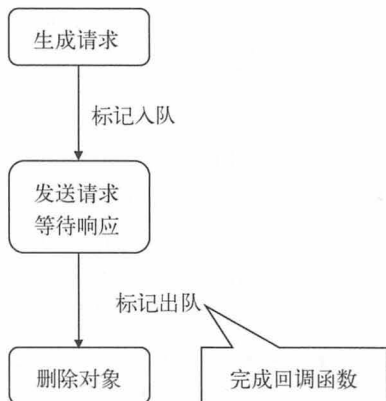 生成请求
标记入队
发送请求
等待响应
标记出队
删除对象
完成回调函数